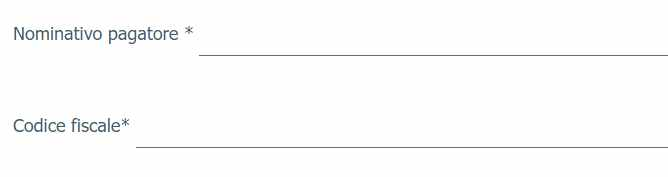 Nominativo pagatore *
Codice fiscale*